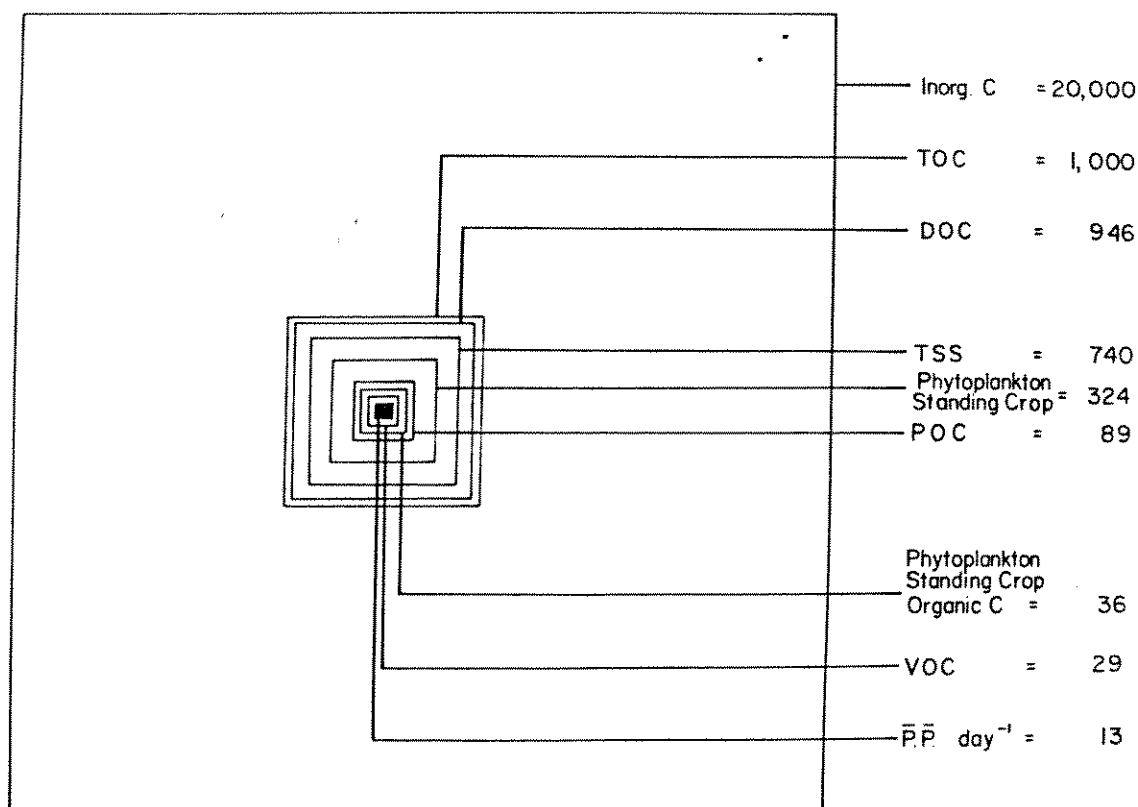 Inorg. C = 20,000
TOC = 1,000
DOC = 946
TSS = 740
Phytoplankton
Standing Crop = 324
POC = 89
Phytoplankton
Standing Crop
Organic C = 36
VOC = 29
P̅.P̅. day⁻¹ = 13